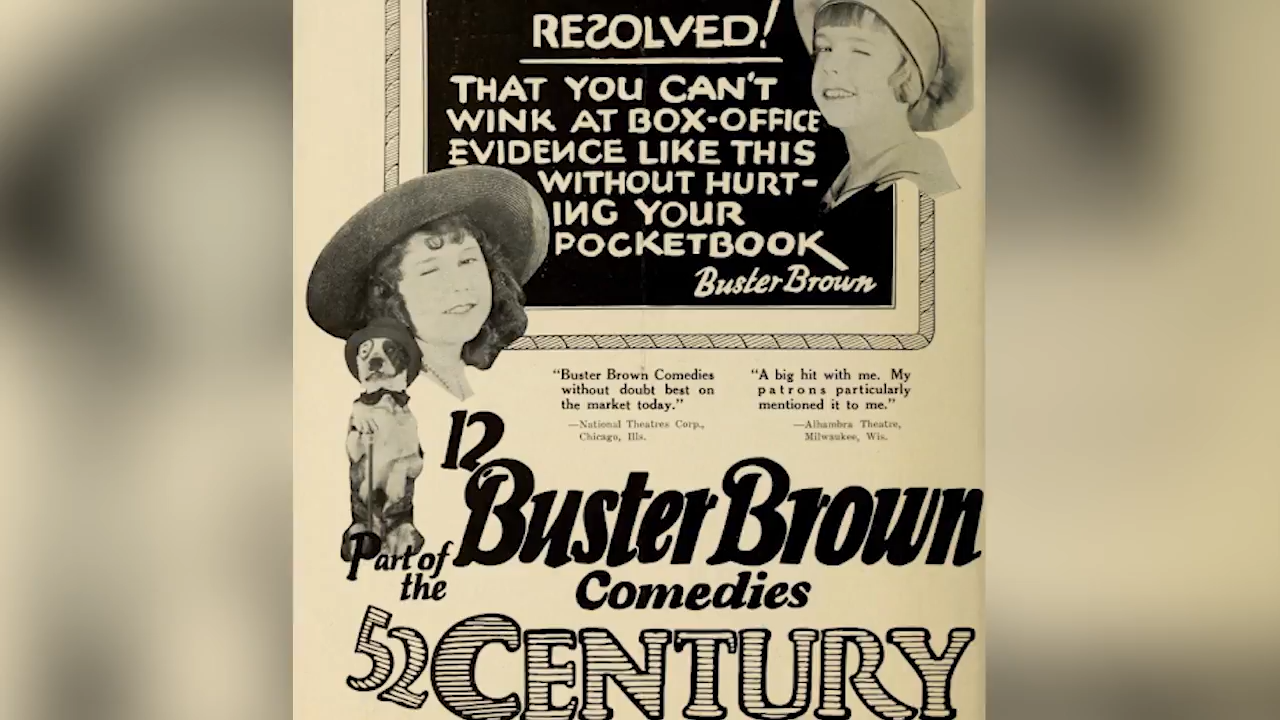 RESOLVED!
THAT YOU CAN'T
WINK AT BOX-OFFICE
EVIDENCE LIKE THIS
WITHOUT HURT-
ING YOUR
POCKETBOOK
Buster Brown
"Buster Brown Comedies
without doubt best on
the market today."
—National Theatres Corp.,
Chicago, Ills.
"A big hit with me. My
patrons particularly
mentioned it to me."
—Alhambra Theatre,
Milwaukee, Wis.
12
Buster Brown
Part of
the
Comedies
52 CENTURY